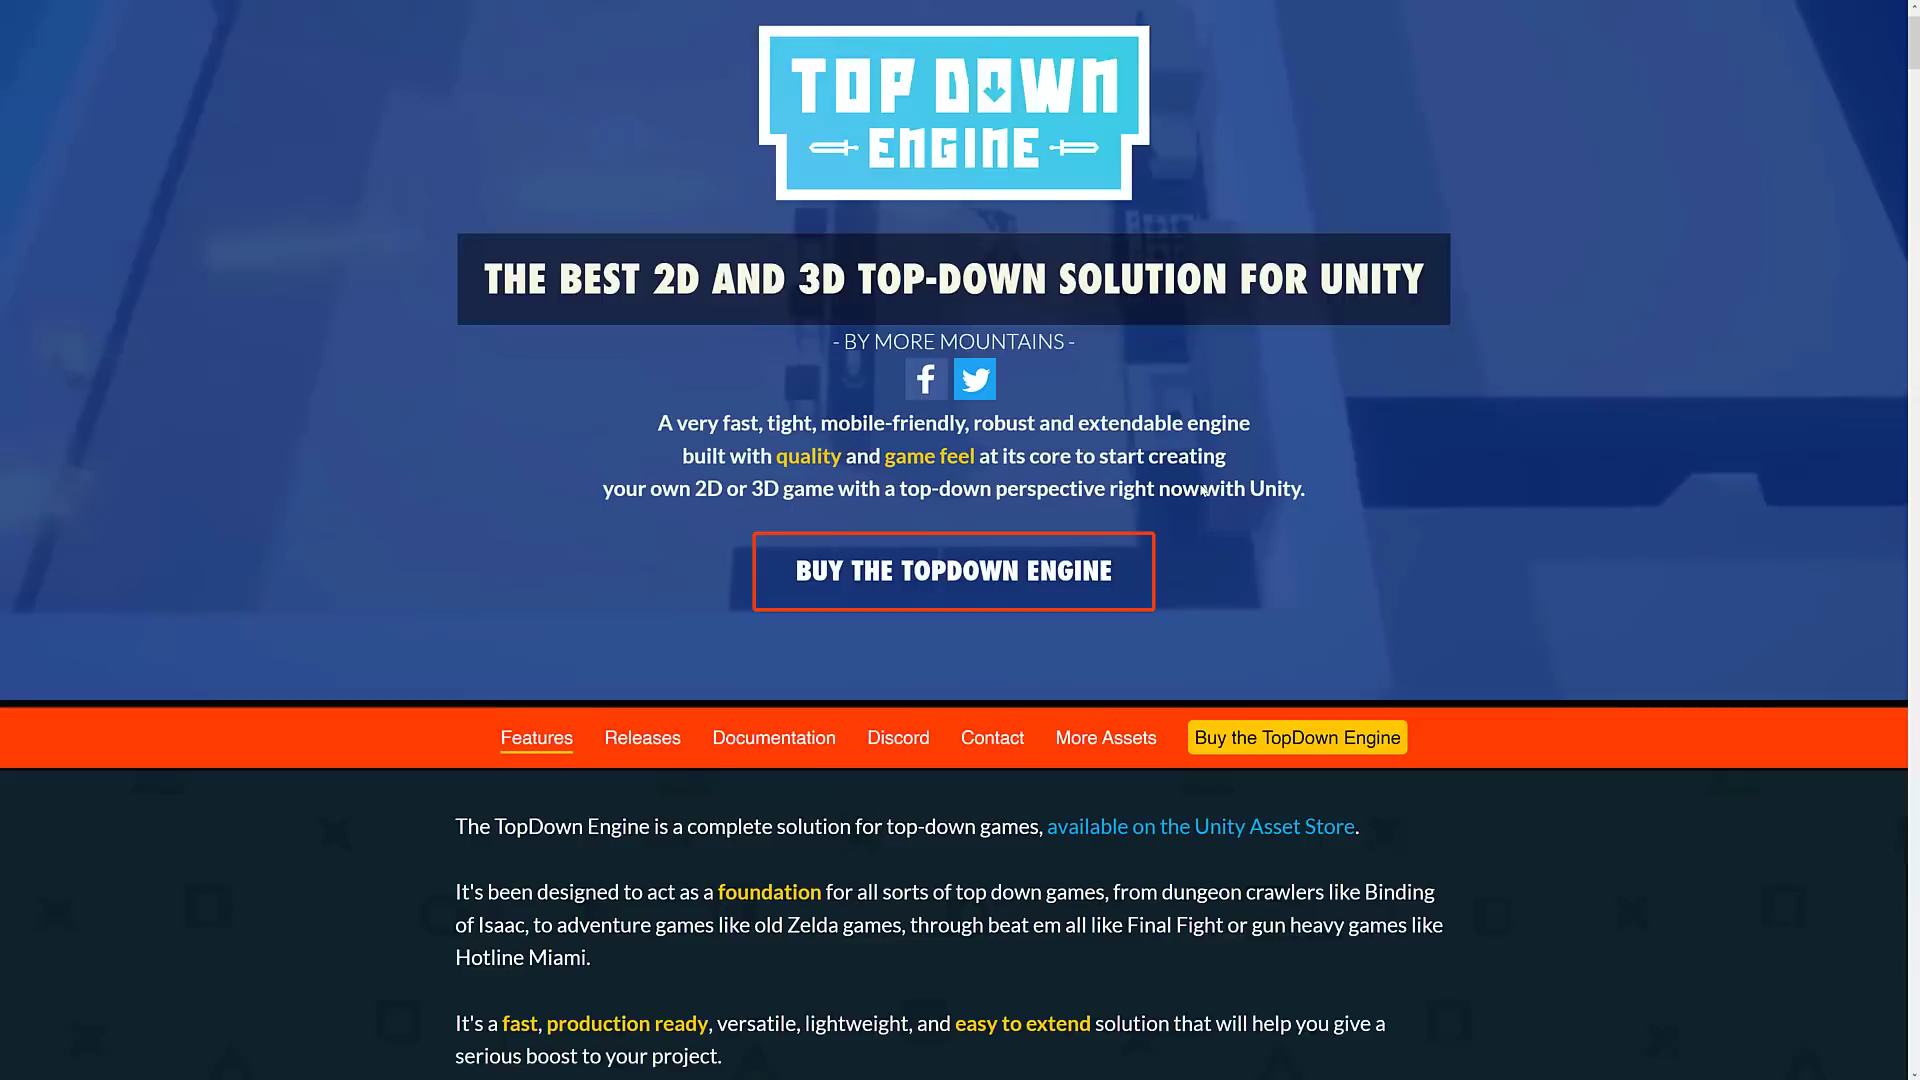 TOP DOWN
ENGINE
THE BEST 2D AND 3D TOP-DOWN SOLUTION FOR UNITY
- BY MORE MOUNTAINS -
A very fast, tight, mobile-friendly, robust and extendable engine
built with quality and game feel at its core to start creating
your own 2D or 3D game with a top-down perspective right now with Unity.
BUY THE TOPDOWN ENGINE
Features Releases Documentation Discord Contact More Assets Buy the TopDown Engine
The TopDown Engine is a complete solution for top-down games, available on the Unity Asset Store.
It's been designed to act as a foundation for all sorts of top down games, from dungeon crawlers like Binding
of Isaac, to adventure games like old Zelda games, through beat em all like Final Fight or gun heavy games like
Hotline Miami.
It's a fast, production ready, versatile, lightweight, and easy to extend solution that will help you give a
serious boost to your project.